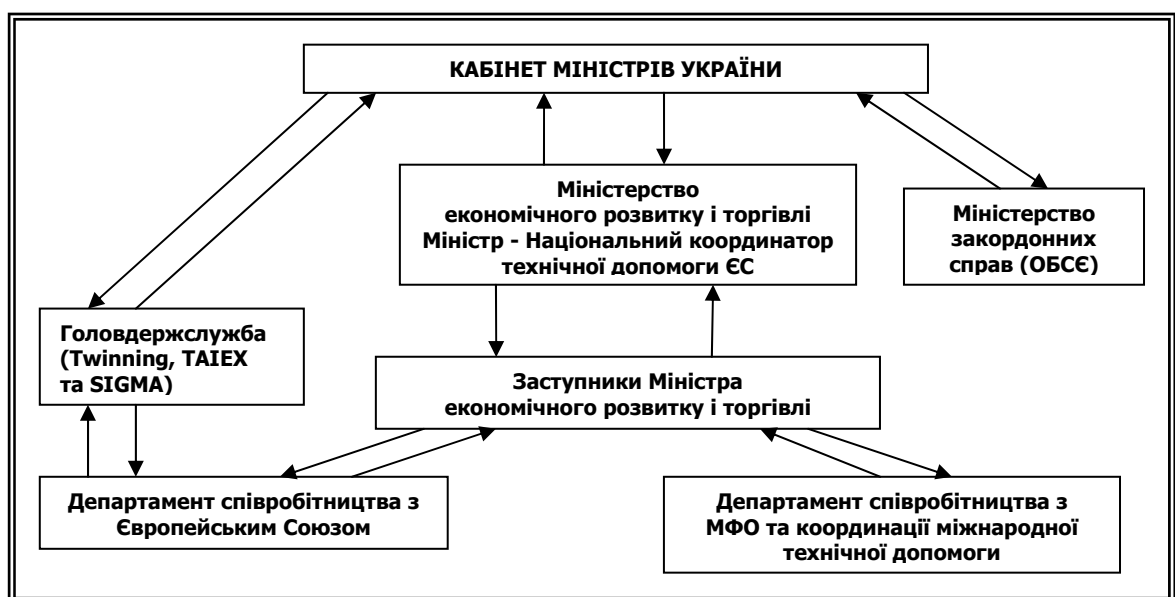 КАБІНЕТ МІНІСТРІВ УКРАЇНИ
Міністерство
економічного розвитку і торгівлі
Міністр - Національний координатор
технічної допомоги ЄС
Міністерство
закордонних
справ (ОБСЄ)
Головдержслужба
(Twinning, TAIEX
та SIGMA)
Заступники Міністра
економічного розвитку і торгівлі
Департамент співробітництва з
Європейським Союзом
Департамент співробітництва з
МФО та координації міжнародної
технічної допомоги